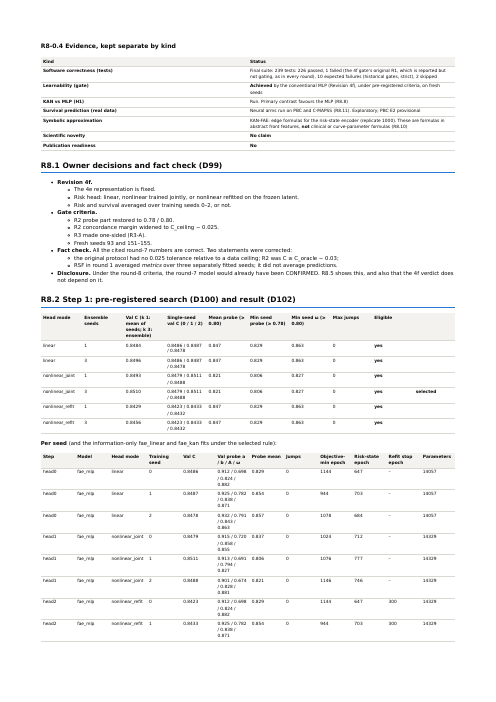 R8-0.4 Evidence, kept separate by kind
Kind Status
Software correctness (tests) Final suite: 239 tests: 226 passed, 1 failed (the 4f gate's original R1, which is reported but
not gating, as in every round), 10 expected failures (historical gates, strict), 2 skipped
Learnability (gate) Achieved by the conventional MLP (Revision 4f), under pre-registered criteria, on fresh
seeds
KAN vs MLP (H1) Run. Primary contrast favours the MLP (R8.8)
Survival prediction (real data) Neural arms run on PBC and C-MAPSS (R8.11). Exploratory; PBC E2 provisional
Symbolic approximation KAN-FAE: edge formulas for the risk-state encoder (replicate 1000). These are formulas in
abstract front features, not clinical or curve-parameter formulas (R8.10)
Scientific novelty No claim
Publication readiness No
R8.1 Owner decisions and fact check (D99)
• Revision 4f.
The 4e representation is fixed.
Risk head: linear, nonlinear trained jointly, or nonlinear refitted on the frozen latent.
Risk and survival averaged over training seeds 0–2, or not.
• Gate criteria.
R2 probe part restored to 0.78 / 0.80.
R2 concordance margin widened to C_ceiling − 0.025.
R3 made one-sided (R3-A).
Fresh seeds 93 and 151–155.
• Fact check. All the cited round-7 numbers are correct. Two statements were corrected:
the original protocol had no 0.025 tolerance relative to a data ceiling; R2 was C ≥ C_oracle − 0.03;
RSF in round 1 averaged metrics over three separately fitted seeds; it did not average predictions.
• Disclosure. Under the round-8 criteria, the round-7 model would already have been CONFIRMED. R8.5 shows this, and also that the 4f verdict does
not depend on it.
R8.2 Step 1: pre-registered search (D100) and result (D102)
Head mode Ensemble seeds Val C (k 1: mean of seeds; k 3: ensemble) Single-seed val C (0 / 1 / 2) Mean probe (≥ 0.80) Min seed probe (≥ 0.78) Min seed ω (≥ 0.80) Max jumps Eligible
linear 1 0.8484 0.8486 / 0.8487 / 0.8478 0.847 0.829 0.863 0 yes
linear 3 0.8496 0.8486 / 0.8487 / 0.8478 0.847 0.829 0.863 0 yes
nonlinear_joint 1 0.8493 0.8479 / 0.8511 / 0.8488 0.821 0.806 0.827 0 yes
nonlinear_joint 3 0.8510 0.8479 / 0.8511 / 0.8488 0.821 0.806 0.827 0 yes selected
nonlinear_refit 1 0.8429 0.8423 / 0.8433 / 0.8432 0.847 0.829 0.863 0 yes
nonlinear_refit 3 0.8456 0.8423 / 0.8433 / 0.8432 0.847 0.829 0.863 0 yes
Per seed (and the information-only fae_linear and fae_kan fits under the selected rule):
Step Model Head mode Training seed Val C Val probe a / b / A / ω Probe mean Jumps Objective-min epoch Risk-state epoch Refit stop epoch Parameters
head0 fae_mlp linear 0 0.8486 0.912 / 0.698 / 0.824 / 0.882 0.829 0 1144 647 – 14057
head0 fae_mlp linear 1 0.8487 0.925 / 0.782 / 0.838 / 0.871 0.854 0 944 703 – 14057
head0 fae_mlp linear 2 0.8478 0.932 / 0.791 / 0.843 / 0.863 0.857 0 1078 684 – 14057
head1 fae_mlp nonlinear_joint 0 0.8479 0.915 / 0.720 / 0.858 / 0.855 0.837 0 1024 712 – 14329
head1 fae_mlp nonlinear_joint 1 0.8511 0.913 / 0.691 / 0.794 / 0.827 0.806 0 1076 777 – 14329
head1 fae_mlp nonlinear_joint 2 0.8488 0.901 / 0.674 / 0.828 / 0.881 0.821 0 1146 746 – 14329
head2 fae_mlp nonlinear_refit 0 0.8423 0.912 / 0.698 / 0.824 / 0.882 0.829 0 1144 647 300 14329
head2 fae_mlp nonlinear_refit 1 0.8433 0.925 / 0.782 / 0.838 / 0.871 0.854 0 944 703 300 14329